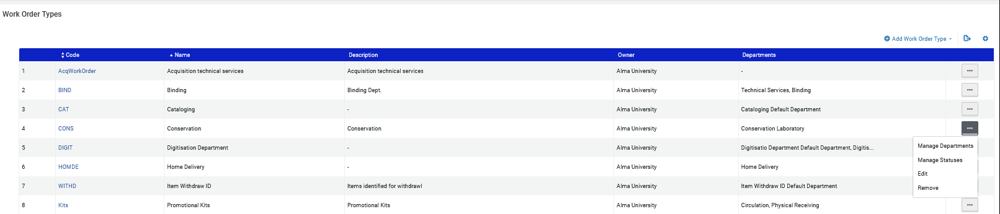 Work Order Types
Add Work Order Type
Code Name Description Owner Departments
1 AcqWorkOrder Acquisition technical services Acquisition technical services Alma University -
2 BIND Binding Binding Dept. Alma University Technical Services, Binding
3 CAT Cataloging - Alma University Cataloging Default Department
4 CONS Conservation Conservation Alma University Conservation Laboratory
5 DIGIT Digitisation Department - Alma University Digitisatio Department Default Department, Digitis...
Manage Departments
Manage Statuses
6 HOMDE Home Delivery - Alma University Home Delivery
Edit
7 WITHD Item Withdraw ID Items identified for withdrawl Alma University Item Withdraw ID Default Department
Remove
8 Kits Promotional Kits Promotional Kits Alma University Circulation, Physical Receiving